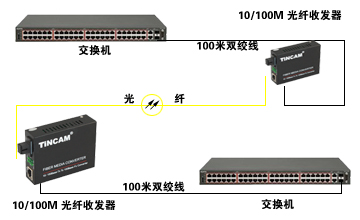 10/100M 光纤收发器
交换机
100米双绞线
TINCAM
光 纤
TINCAM
FIBER MEDIA CONVERTER
100米双绞线
10/100M 光纤收发器
交换机